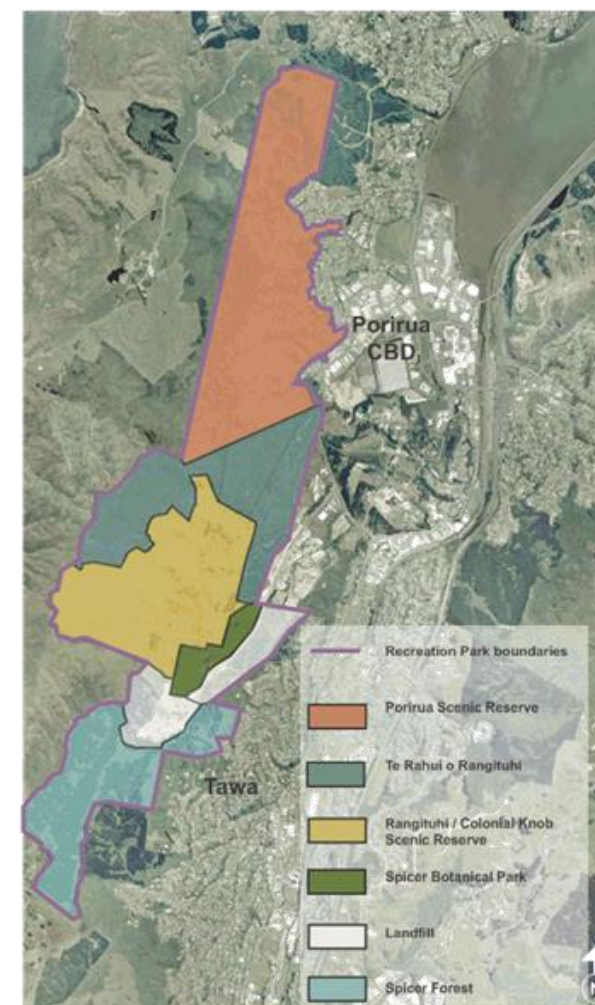 Porirua
CBD
Tawa
Recreation Park boundaries
Porirua Scenic Reserve
Te Rahui o Rangituhi
Rangituhi / Colonial Knob
Scenic Reserve
Spicer Botanical Park
Landfill
Spicer Forest
N